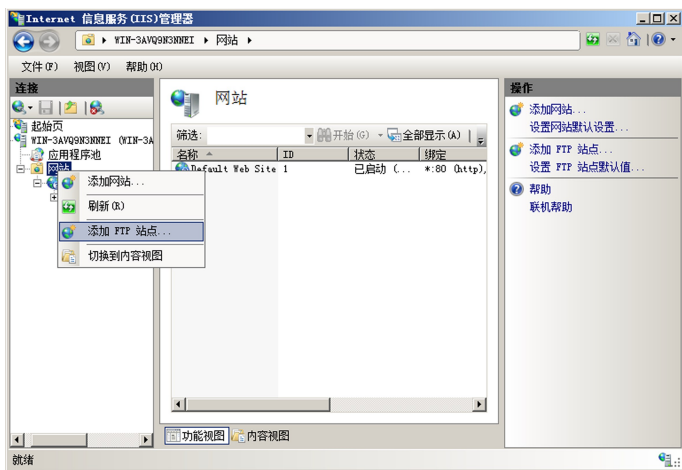 Internet 信息服务(IIS)管理器
WIN-3AVQ9N3NNEI ▸ 网站 ▸
文件(F) 视图(V) 帮助(H)
连接
起始页
WIN-3AVQ9N3NNEI (WIN-3A
应用程序池
网站
添加网站...
刷新(R)
添加 FTP 站点...
切换到内容视图
网站
筛选: 开始(G) 全部显示(A)
名称 ID 状态 绑定
Default Web Site 1 已启动 (... *:80 (http),
功能视图 内容视图
操作
添加网站...
设置网站默认设置...
添加 FTP 站点...
设置 FTP 站点默认值...
帮助
联机帮助
就绪